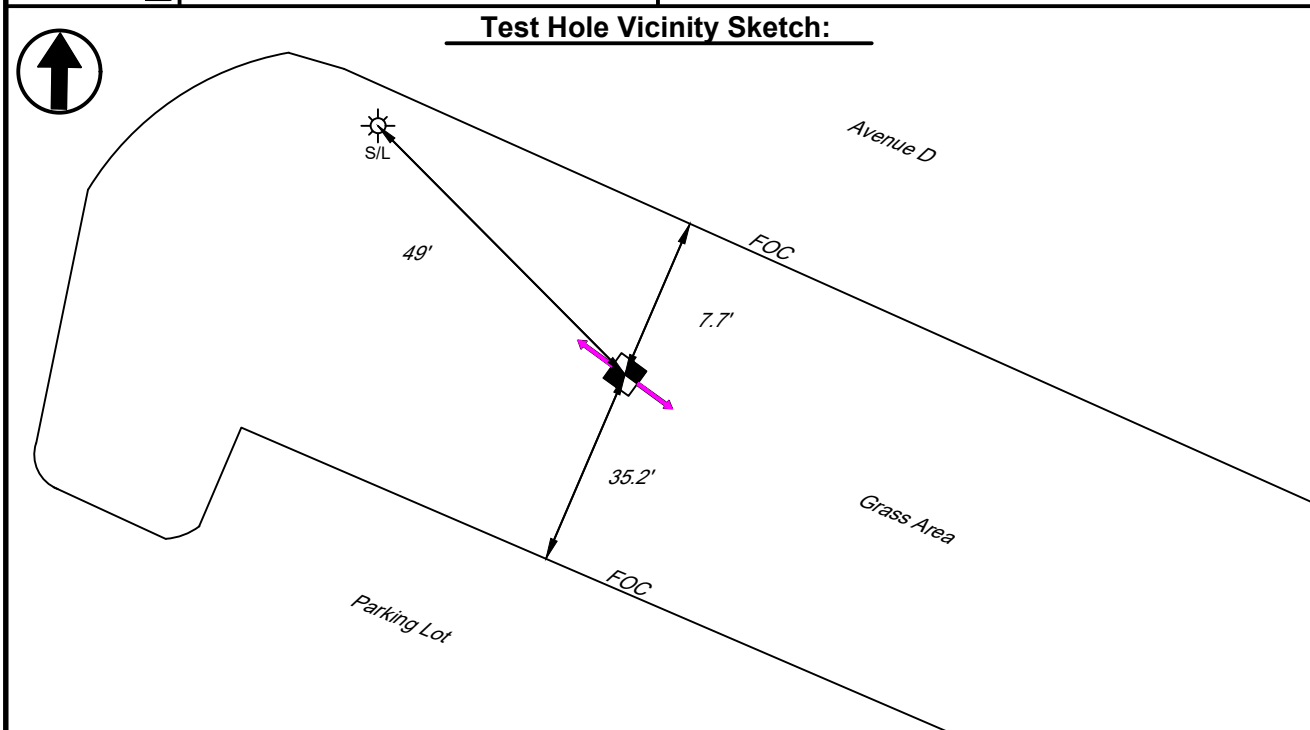 Test Hole Vicinity Sketch:
Avenue D
S/L
FOC
49'
7.7'
35.2'
Grass Area
FOC
Parking Lot